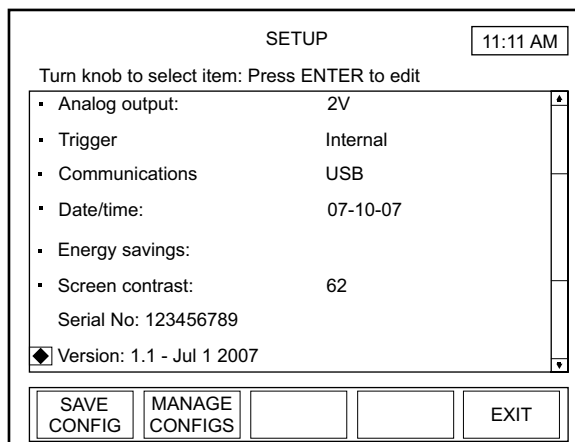 SETUP
11:11 AM
Turn knob to select item: Press ENTER to edit
Analog output: 2V
Trigger Internal
Communications USB
Date/time: 07-10-07
Energy savings:
Screen contrast: 62
Serial No: 123456789
Version: 1.1 - Jul 1 2007
SAVE CONFIG
MANAGE CONFIGS
EXIT